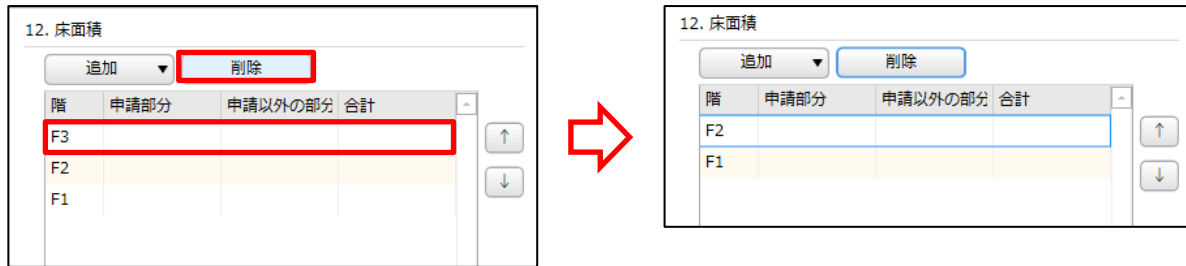 12. 床面積
追加 ▼ 削除
階 申請部分 申請以外の部分 合計
F3
F2
F1
↑
↓
12. 床面積
追加 ▼ 削除
階 申請部分 申請以外の部分 合計
F2
F1
↑
↓